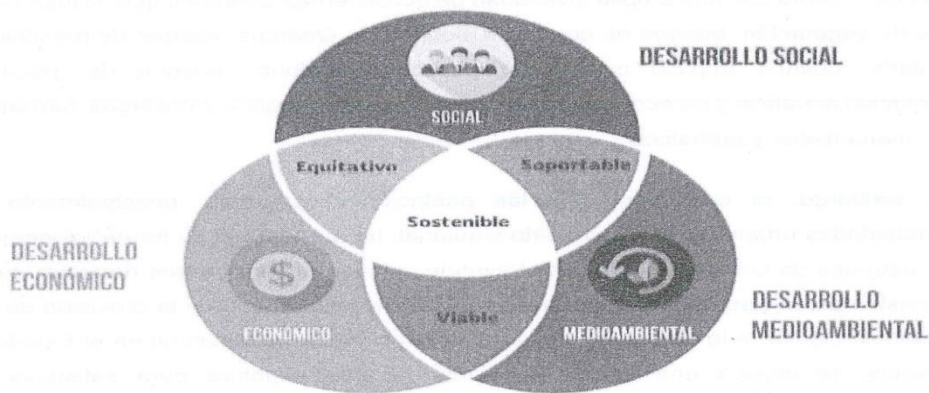 DESARROLLO SOCIAL
SOCIAL
Equitativo
Soportable
Sostenible
DESARROLLO
ECONÓMICO
$
ECONÓMICO
Viable
MEDIOAMBIENTAL
DESARROLLO
MEDIOAMBIENTAL